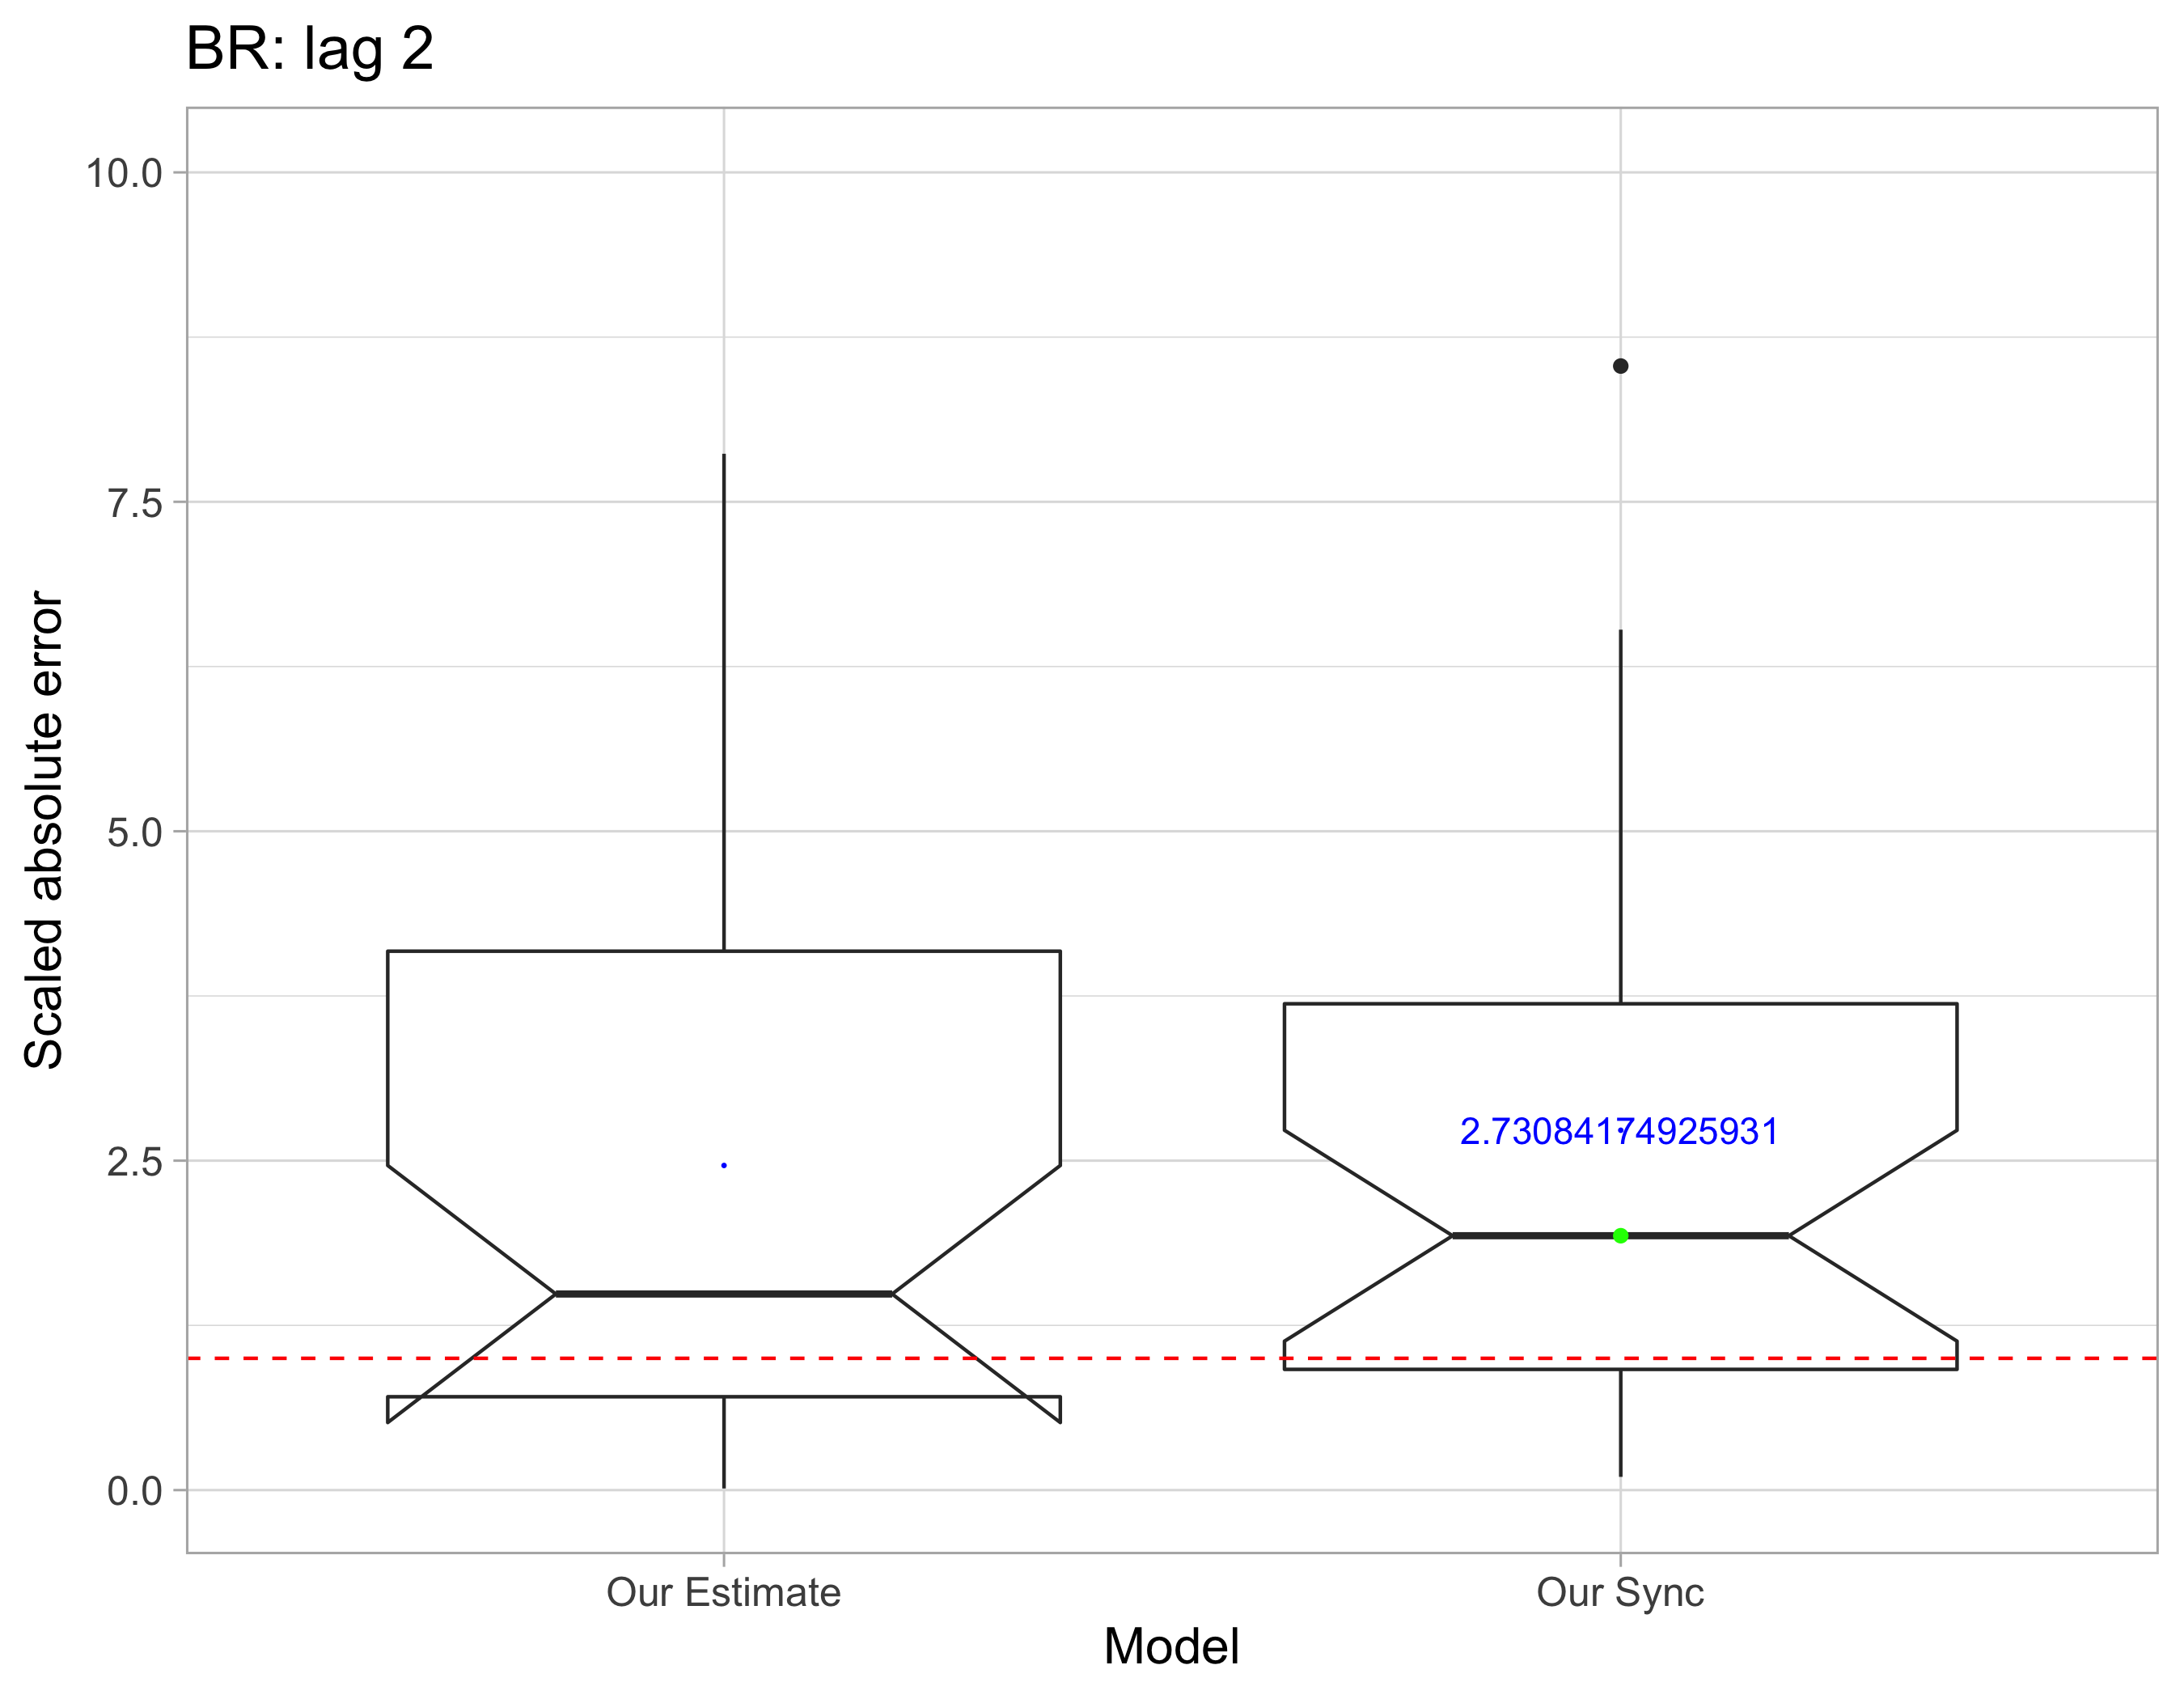 BR: lag 2
Scaled absolute error
10.0
7.5
5.0
2.5
0.0
2.73084174925931
Our Estimate
Our Sync
Model